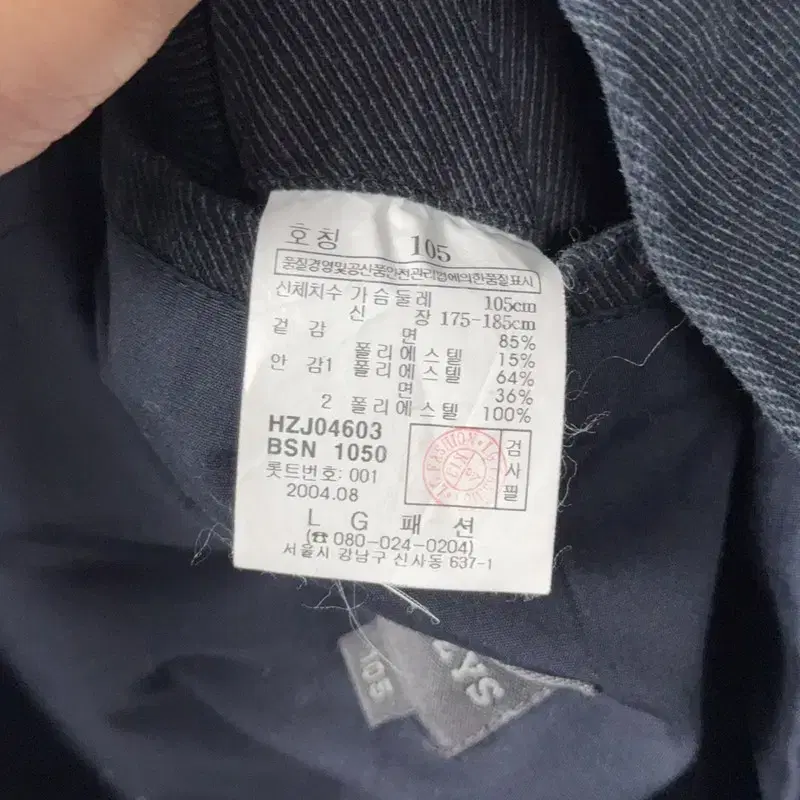 호칭 105
품질경영및공산품안전관리법에의한품질표시
신체치수 가슴둘레 105cm
신 장 175-185cm
겉 감 면 85%
폴리에스텔 15%
안 감1 폴리에스텔 64%
면 36%
2 폴리에스텔 100%
HZJ04603
BSN 1050
롯트번호: 001
2004.08
검사필
L G 패션
(☎ 080-024-0204)
서울시 강남구 신사동 637-1
105